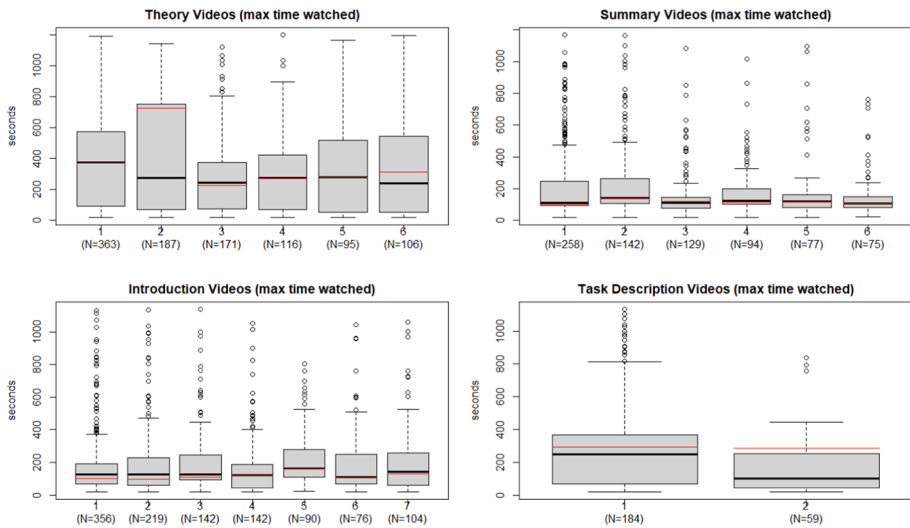 Theory Videos (max time watched)
seconds
0 200 400 600 800 1000
1 2 3 4 5 6
(N=363) (N=187) (N=171) (N=116) (N=95) (N=106)
Summary Videos (max time watched)
seconds
0 200 400 600 800 1000
1 2 3 4 5 6
(N=258) (N=142) (N=129) (N=94) (N=77) (N=75)
Introduction Videos (max time watched)
seconds
0 200 400 600 800 1000
1 2 3 4 5 6 7
(N=356) (N=219) (N=142) (N=142) (N=90) (N=76) (N=104)
Task Description Videos (max time watched)
seconds
0 200 400 600 800 1000
1 2
(N=184) (N=59)